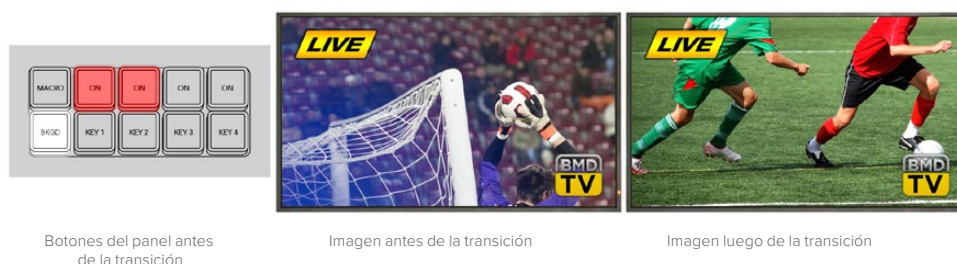 MACRO ON ON ON ON
BKGD KEY 1 KEY 2 KEY 3 KEY 4
LIVE
BMD
TV
LIVE
BMD
TV
Botones del panel antes
de la transición
Imagen antes de la transición
Imagen luego de la transición